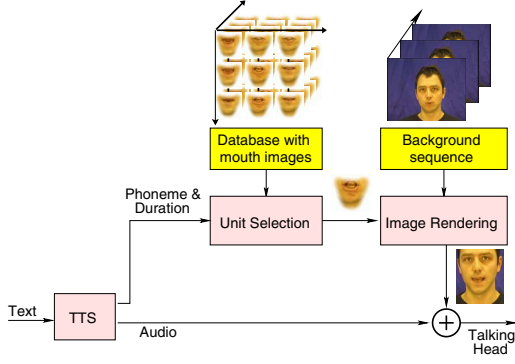 Database with
mouth images
Background
sequence
Phoneme &
Duration
Unit Selection
Image Rendering
Text
TTS
Audio
Talking
Head